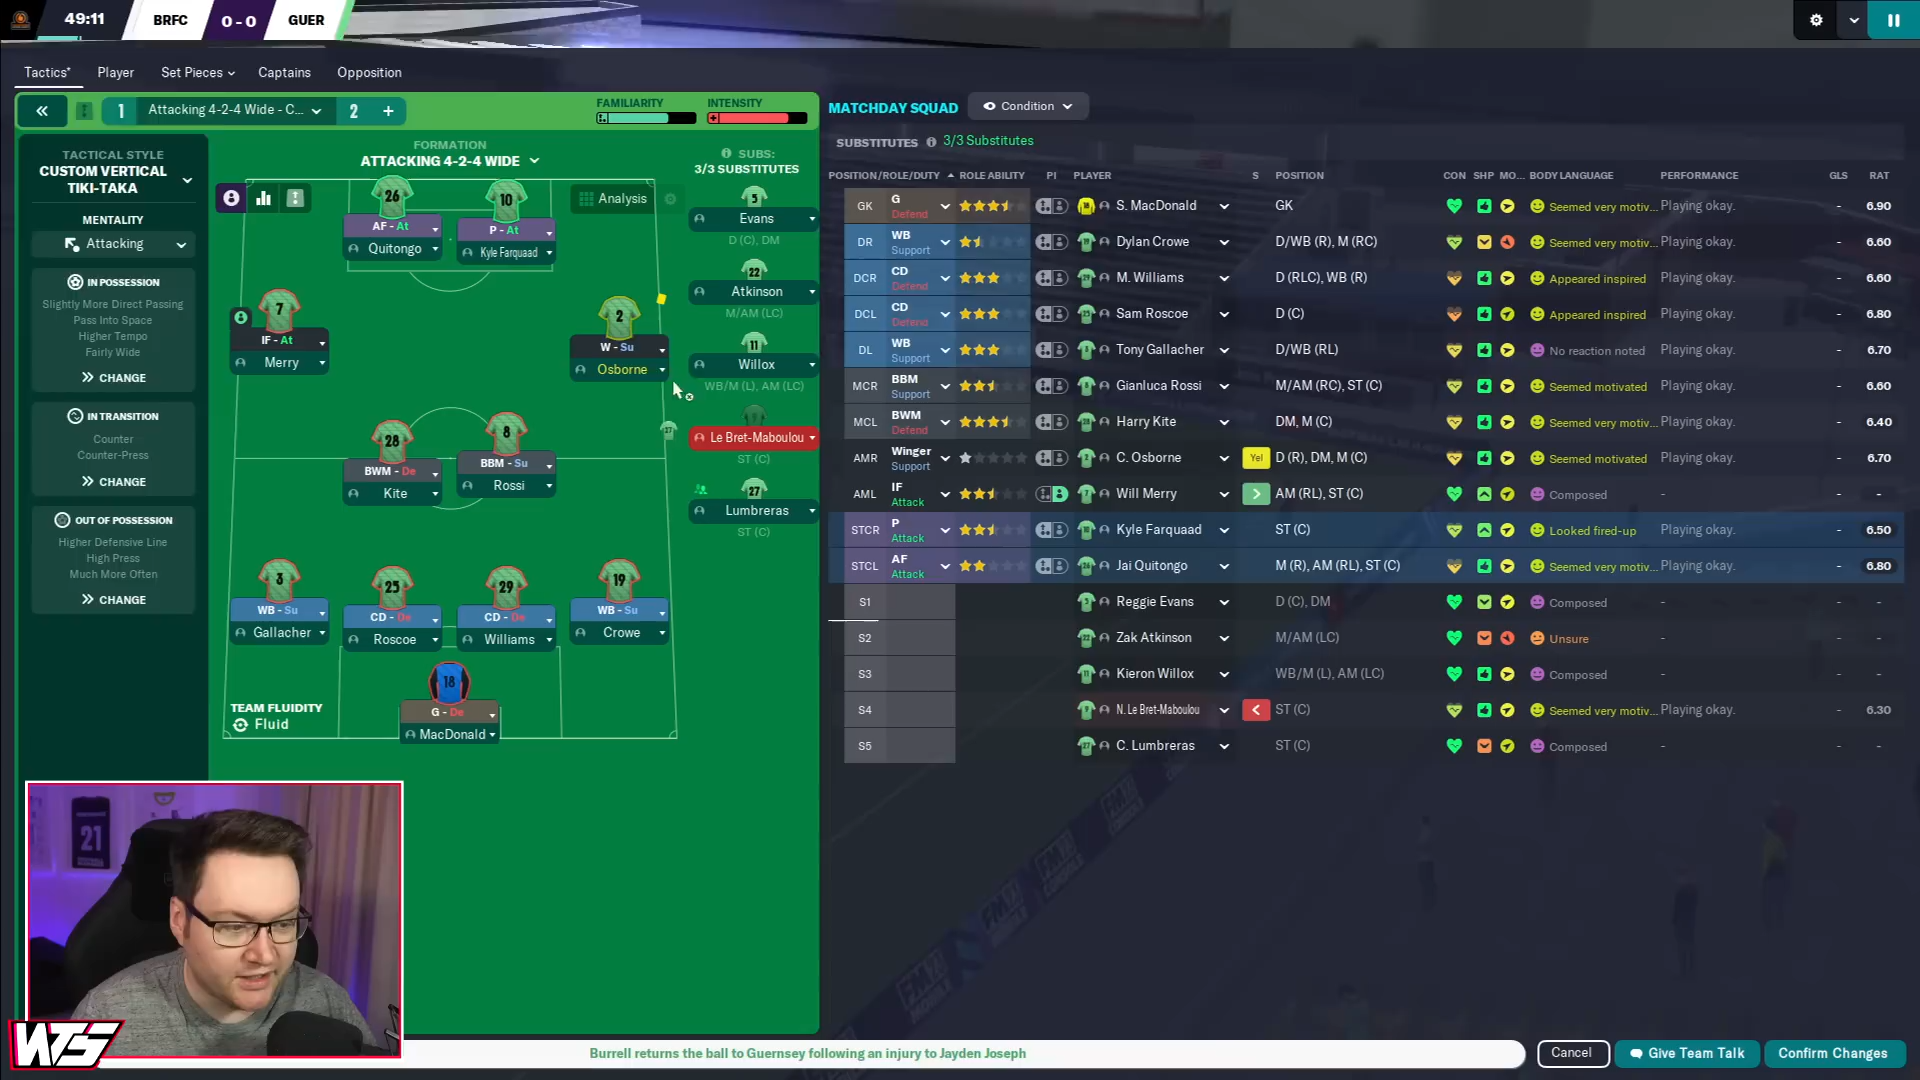 49:11 BRFC 0 - 0 GUER
Tactics* Player Set Pieces Captains Opposition
1 Attacking 4-2-4 Wide - C... 2 +
FAMILIARITY
INTENSITY
TACTICAL STYLE
CUSTOM VERTICAL
TIKI-TAKA
MENTALITY
Attacking
IN POSSESSION
Slightly More Direct Passing
Pass Into Space
Higher Tempo
Fairly Wide
CHANGE
IN TRANSITION
Counter
Counter-Press
CHANGE
OUT OF POSSESSION
Higher Defensive Line
High Press
Much More Often
CHANGE
FORMATION
ATTACKING 4-2-4 WIDE
Analysis
26
AF - At
Quitongo
10
P - At
Kyle Farquaad
7
IF - At
Merry
2
W - Su
Osborne
28
BWM - De
Kite
8
BBM - Su
Rossi
3
WB - Su
Gallacher
25
CD - De
Roscoe
29
CD - De
Williams
19
WB - Su
Crowe
18
G - De
MacDonald
TEAM FLUIDITY
Fluid
SUBS:
3/3 SUBSTITUTES
5
Evans
D (C), DM
22
Atkinson
M/AM (LC)
11
Willox
WB/M (L), AM (LC)
27
Le Bret-Maboulou
ST (C)
27
Lumbreras
ST (C)
MATCHDAY SQUAD Condition
SUBSTITUTES 3/3 Substitutes
POSITION/ROLE/DUTY ROLE ABILITY PI PLAYER S POSITION CON SHP MO... BODY LANGUAGE PERFORMANCE GLS RAT
GK G Defend S. MacDonald GK Seemed very motiv... Playing okay. - 6.90
DR WB Support Dylan Crowe D/WB (R), M (RC) Seemed very motiv... Playing okay. - 6.60
DCR CD Defend M. Williams D (RLC), WB (R) Appeared inspired Playing okay. - 6.60
DCL CD Defend Sam Roscoe D (C) Appeared inspired Playing okay. - 6.80
DL WB Support Tony Gallacher D/WB (RL) No reaction noted Playing okay. - 6.70
MCR BBM Support Gianluca Rossi M/AM (RC), ST (C) Seemed motivated Playing okay. - 6.60
MCL BWM Defend Harry Kite DM, M (C) Seemed very motiv... Playing okay. - 6.40
AMR Winger Support C. Osborne Yel D (R), DM, M (C) Seemed motivated Playing okay. - 6.70
AML IF Attack Will Merry AM (RL), ST (C) Composed - - -
STCR P Attack Kyle Farquaad ST (C) Looked fired-up Playing okay. - 6.50
STCL AF Attack Jai Quitongo M (R), AM (RL), ST (C) Seemed very motiv... Playing okay. - 6.80
S1 Reggie Evans D (C), DM Composed - - -
S2 Zak Atkinson M/AM (LC) Unsure - - -
S3 Kieron Willox WB/M (L), AM (LC) Composed - - -
S4 N. Le Bret-Maboulou ST (C) Seemed very motiv... Playing okay. - 6.30
S5 C. Lumbreras ST (C) Composed - - -
21
WTS
Burrell returns the ball to Guernsey following an injury to Jayden Joseph
Cancel Give Team Talk Confirm Changes